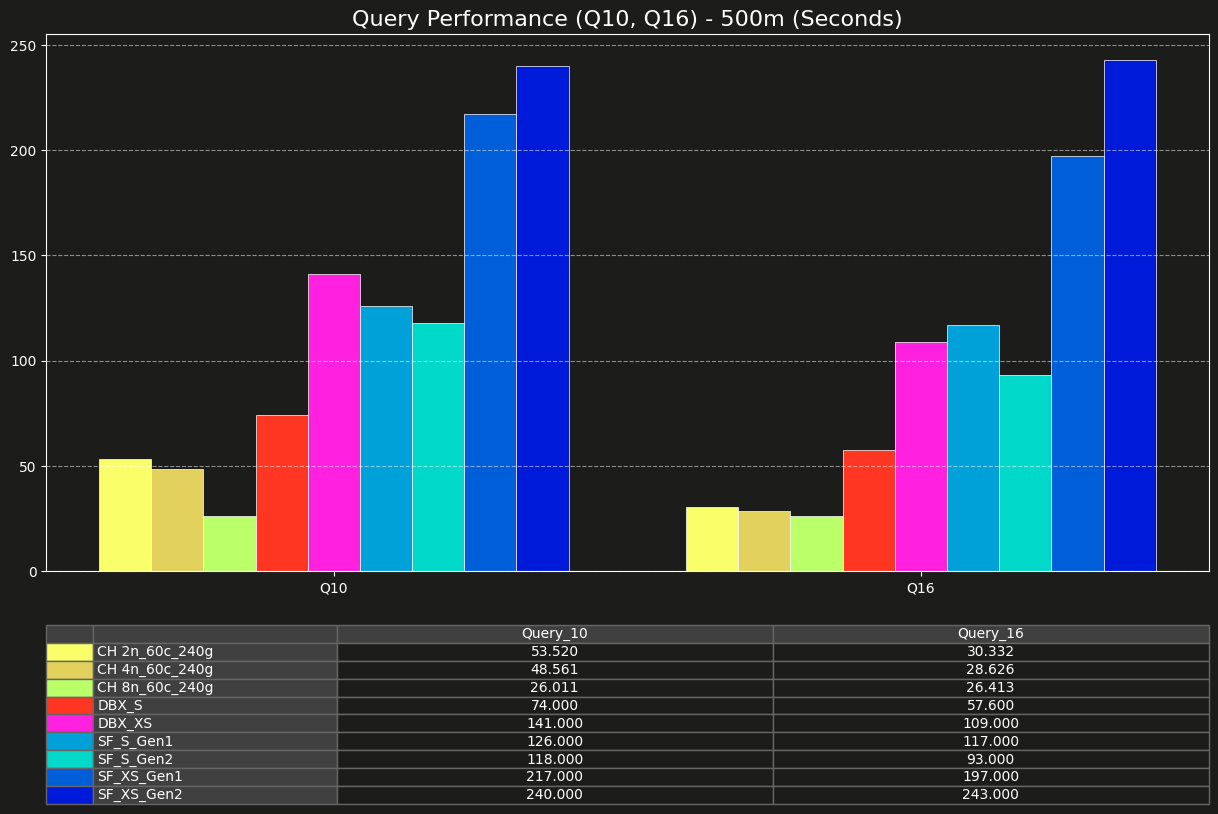 Query Performance (Q10, Q16) - 500m (Seconds)
250
200
150
100
50
0
Q10 Q16
Query_10 Query_16
CH 2n_60c_240g 53.520 30.332
CH 4n_60c_240g 48.561 28.626
CH 8n_60c_240g 26.011 26.413
DBX_S 74.000 57.600
DBX_XS 141.000 109.000
SF_S_Gen1 126.000 117.000
SF_S_Gen2 118.000 93.000
SF_XS_Gen1 217.000 197.000
SF_XS_Gen2 240.000 243.000